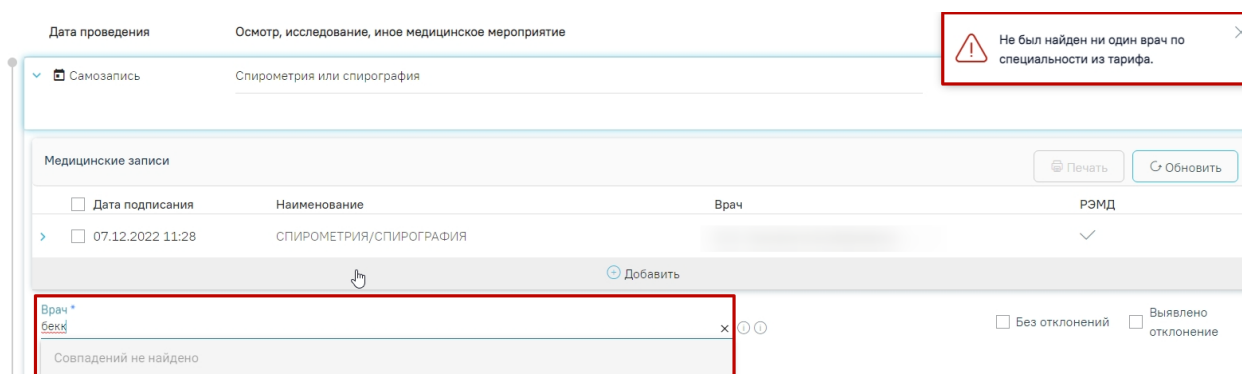 Дата проведения
Осмотр, исследование, иное медицинское мероприятие
Не был найден ни один врач по
специальности из тарифа.
Самозапись
Спирометрия или спирография
Медицинские записи
Печать
Обновить
Дата подписания
Наименование
Врач
РЭМД
07.12.2022 11:28
СПИРОМЕТРИЯ/СПИРОГРАФИЯ
Добавить
Врач *
бекк
Без отклонений
Выявлено
отклонение
Совпадений не найдено